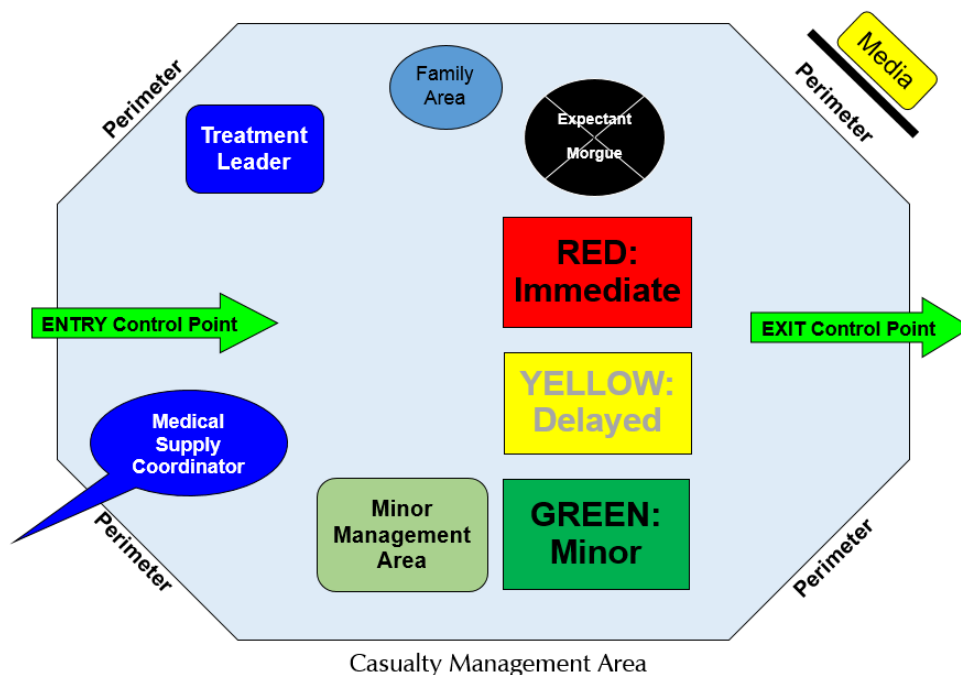 Family
Area
Media
Perimeter
Perimeter
Treatment
Leader
Expectant
Morgue
RED:
Immediate
ENTRY Control Point
EXIT Control Point
YELLOW:
Delayed
Medical
Supply
Coordinator
Minor
Management
Area
GREEN:
Minor
Perimeter
Perimeter
Casualty Management Area